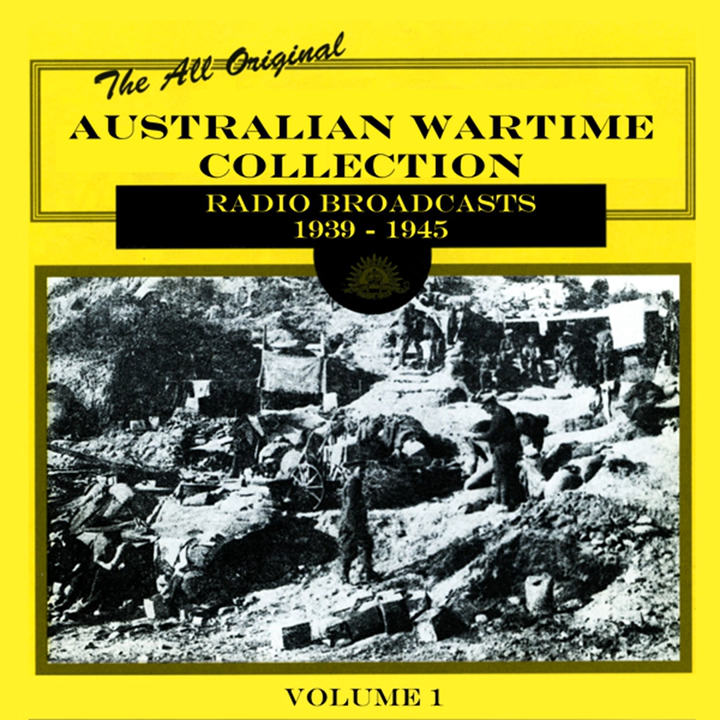 The All Original
AUSTRALIAN WARTIME
COLLECTION
RADIO BROADCASTS
1939 - 1945
VOLUME 1